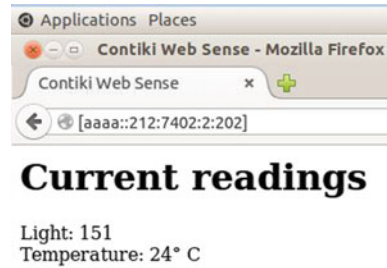 Applications Places
Contiki Web Sense - Mozilla Firefox
Contiki Web Sense
[aaaa::212:7402:2:202]
Current readings
Light: 151
Temperature: 24° C